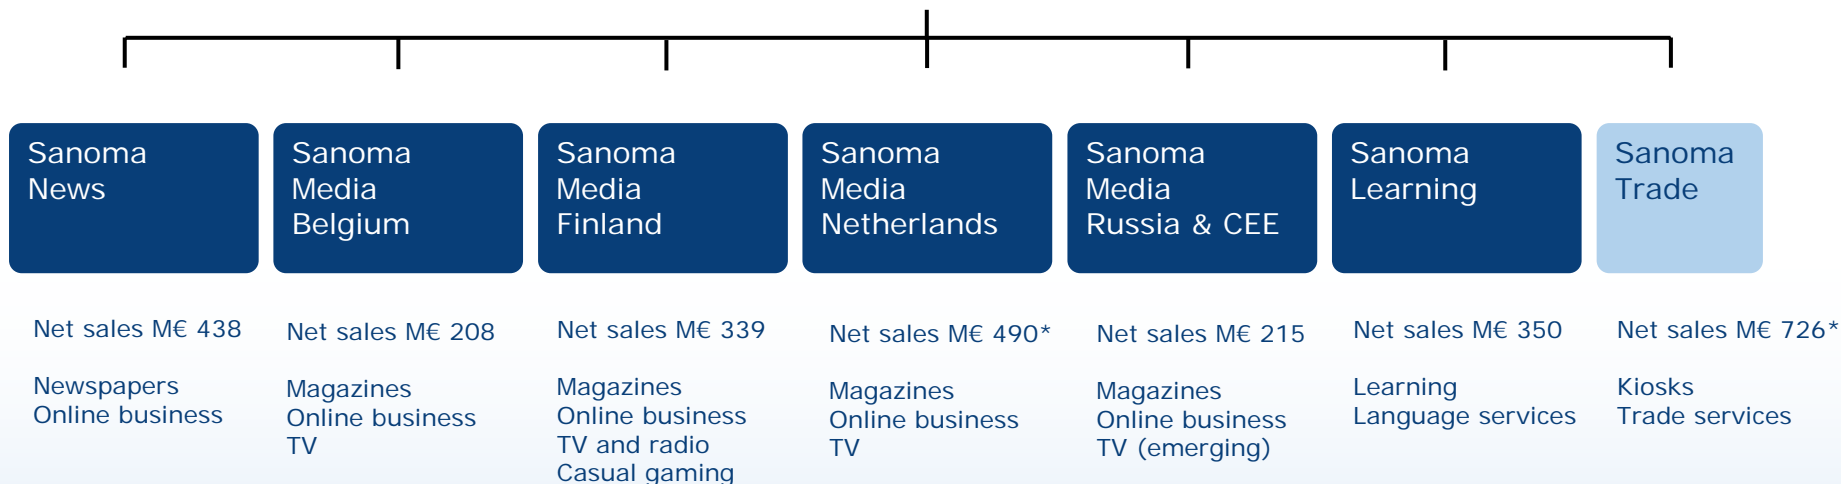 Sanoma
News
Sanoma
Media
Belgium
Sanoma
Media
Finland
Sanoma
Media
Netherlands
Sanoma
Media
Russia & CEE
Sanoma
Learning
Sanoma
Trade
Net sales M€ 438
Newspapers
Online business
Net sales M€ 208
Magazines
Online business
TV
Net sales M€ 339
Magazines
Online business
TV and radio
Casual gaming
Net sales M€ 490*
Magazines
Online business
TV
Net sales M€ 215
Magazines
Online business
TV (emerging)
Net sales M€ 350
Learning
Language services
Net sales M€ 726*
Kiosks
Trade services